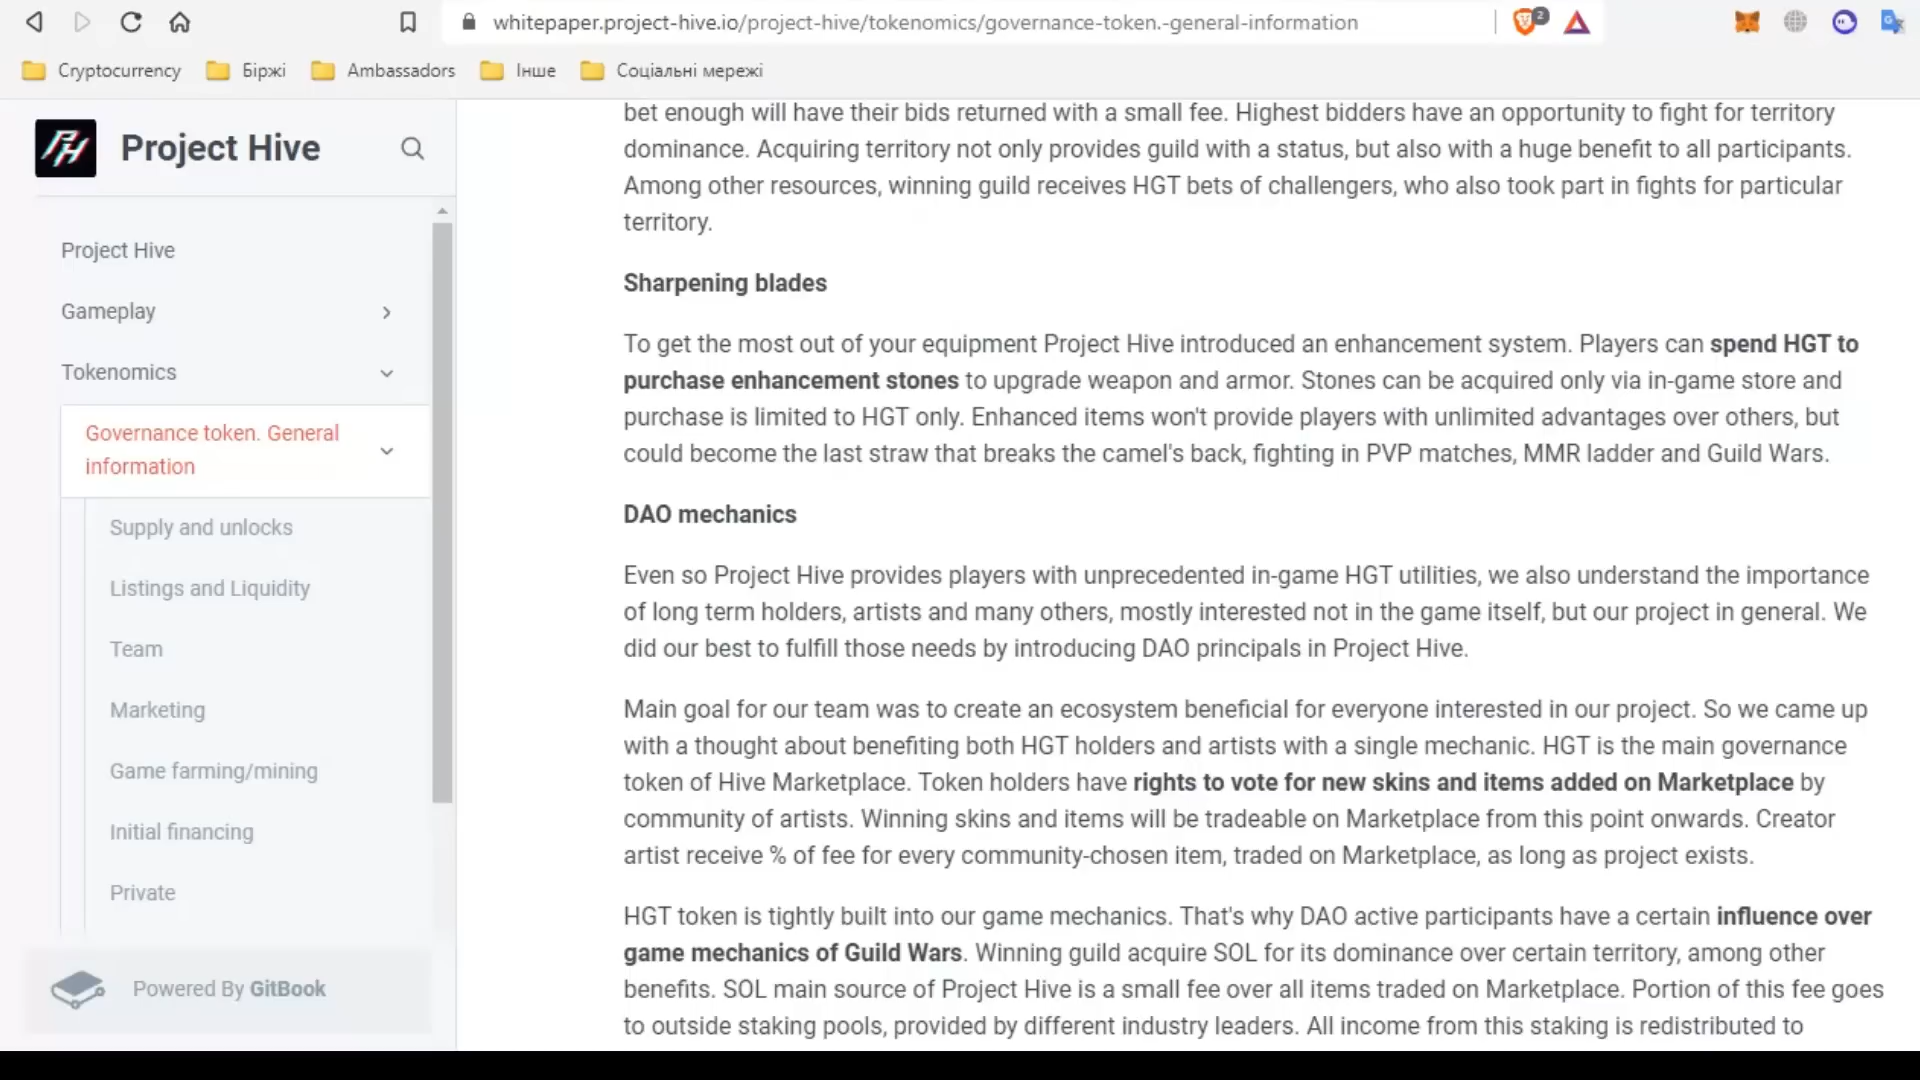 whitepaper.project-hive.io/project-hive/tokenomics/governance-token.-general-information
2
Cryptocurrency
Біржі
Ambassadors
Інше
Соціальні мережі
PH
Project Hive
Project Hive
Gameplay
Tokenomics
Governance token. General
information
Supply and unlocks
Listings and Liquidity
Team
Marketing
Game farming/mining
Initial financing
Private
Powered By GitBook
bet enough will have their bids returned with a small fee. Highest bidders have an opportunity to fight for territory
dominance. Acquiring territory not only provides guild with a status, but also with a huge benefit to all participants.
Among other resources, winning guild receives HGT bets of challengers, who also took part in fights for particular
territory.
Sharpening blades
To get the most out of your equipment Project Hive introduced an enhancement system. Players can spend HGT to
purchase enhancement stones to upgrade weapon and armor. Stones can be acquired only via in-game store and
purchase is limited to HGT only. Enhanced items won't provide players with unlimited advantages over others, but
could become the last straw that breaks the camel's back, fighting in PVP matches, MMR ladder and Guild Wars.
DAO mechanics
Even so Project Hive provides players with unprecedented in-game HGT utilities, we also understand the importance
of long term holders, artists and many others, mostly interested not in the game itself, but our project in general. We
did our best to fulfill those needs by introducing DAO principals in Project Hive.
Main goal for our team was to create an ecosystem beneficial for everyone interested in our project. So we came up
with a thought about benefiting both HGT holders and artists with a single mechanic. HGT is the main governance
token of Hive Marketplace. Token holders have rights to vote for new skins and items added on Marketplace by
community of artists. Winning skins and items will be tradeable on Marketplace from this point onwards. Creator
artist receive % of fee for every community-chosen item, traded on Marketplace, as long as project exists.
HGT token is tightly built into our game mechanics. That's why DAO active participants have a certain influence over
game mechanics of Guild Wars. Winning guild acquire SOL for its dominance over certain territory, among other
benefits. SOL main source of Project Hive is a small fee over all items traded on Marketplace. Portion of this fee goes
to outside staking pools, provided by different industry leaders. All income from this staking is redistributed to